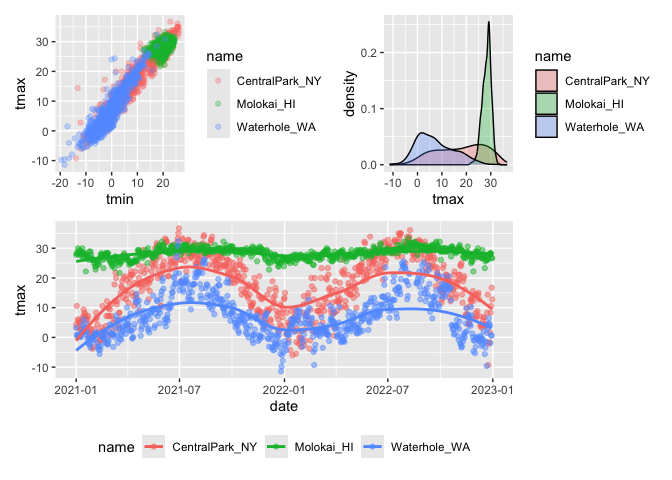 30
20
10
0
-10
tmax
-20 -10 0 10 20
tmin
name
CentralPark_NY
Molokai_HI
Waterhole_WA
0.2
0.1
0.0
density
-10 0 10 20 30
tmax
name
CentralPark_NY
Molokai_HI
Waterhole_WA
30
20
10
0
-10
tmax
2021-01 2021-07 2022-01 2022-07 2023-01
date
name CentralPark_NY Molokai_HI Waterhole_WA